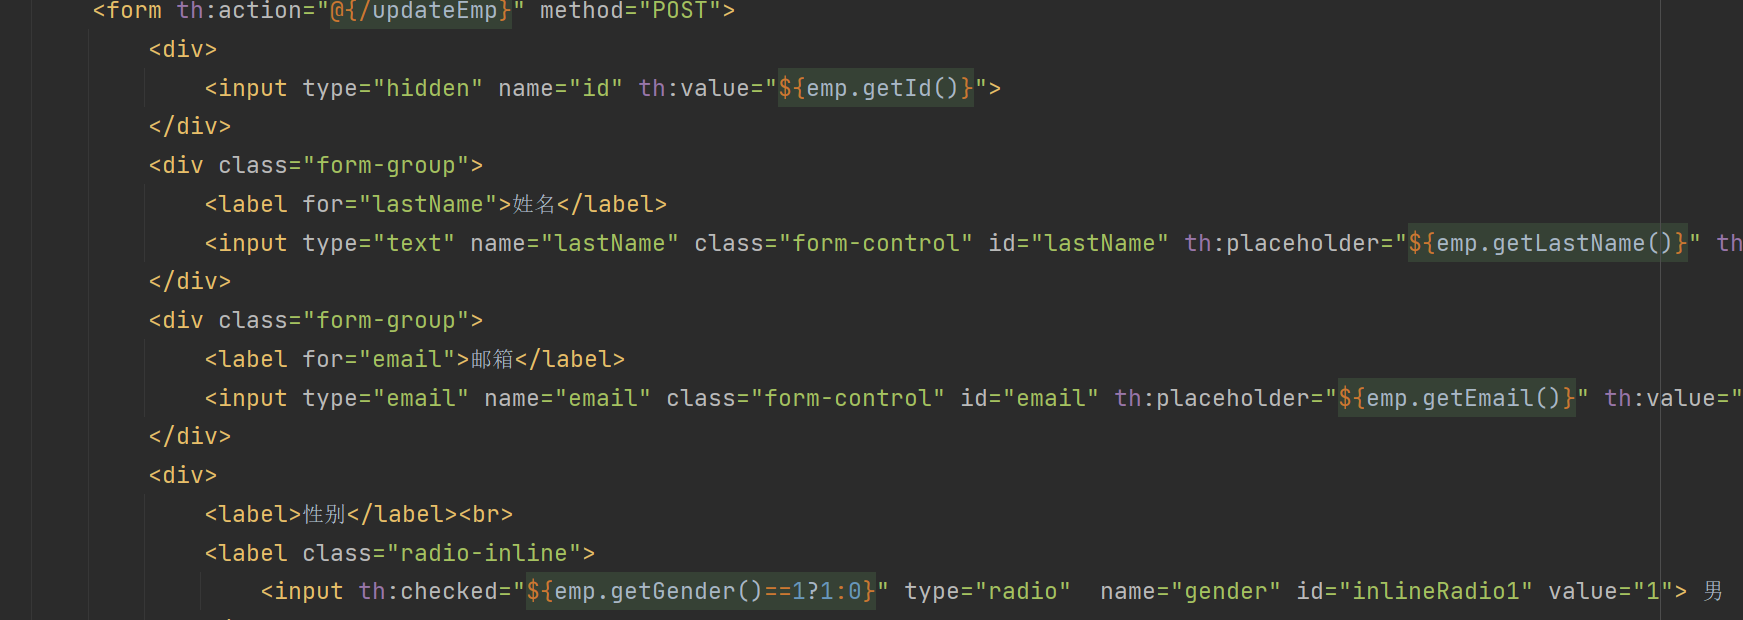 <form th:action="@{/updateEmp}" method="POST">
<div>
<input type="hidden" name="id" th:value="${emp.getId()}">
</div>
<div class="form-group">
<label for="lastName">姓名</label>
<input type="text" name="lastName" class="form-control" id="lastName" th:placeholder="${emp.getLastName()}" th
</div>
<div class="form-group">
<label for="email">邮箱</label>
<input type="email" name="email" class="form-control" id="email" th:placeholder="${emp.getEmail()}" th:value="
</div>
<div>
<label>性别</label><br>
<label class="radio-inline">
<input th:checked="${emp.getGender()==1?1:0}" type="radio"  name="gender" id="inlineRadio1" value="1"> 男